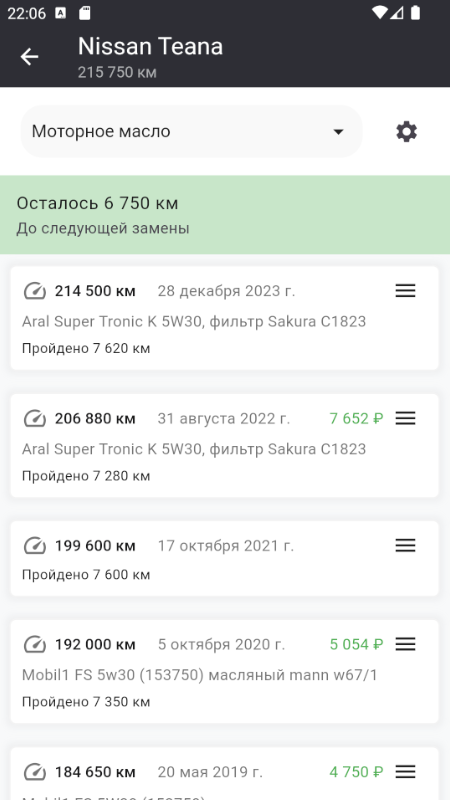 22:06
Nissan Teana
215 750 км
Моторное масло
Осталось 6 750 км
До следующей замены
214 500 км 28 декабря 2023 г.
Aral Super Tronic K 5W30, фильтр Sakura C1823
Пройдено 7 620 км
206 880 км 31 августа 2022 г. 7 652 ₽
Aral Super Tronic K 5W30, фильтр Sakura C1823
Пройдено 7 280 км
199 600 км 17 октября 2021 г.
Пройдено 7 600 км
192 000 км 5 октября 2020 г. 5 054 ₽
Mobil1 FS 5w30 (153750) масляный mann w67/1
Пройдено 7 350 км
184 650 км 20 мая 2019 г. 4 750 ₽